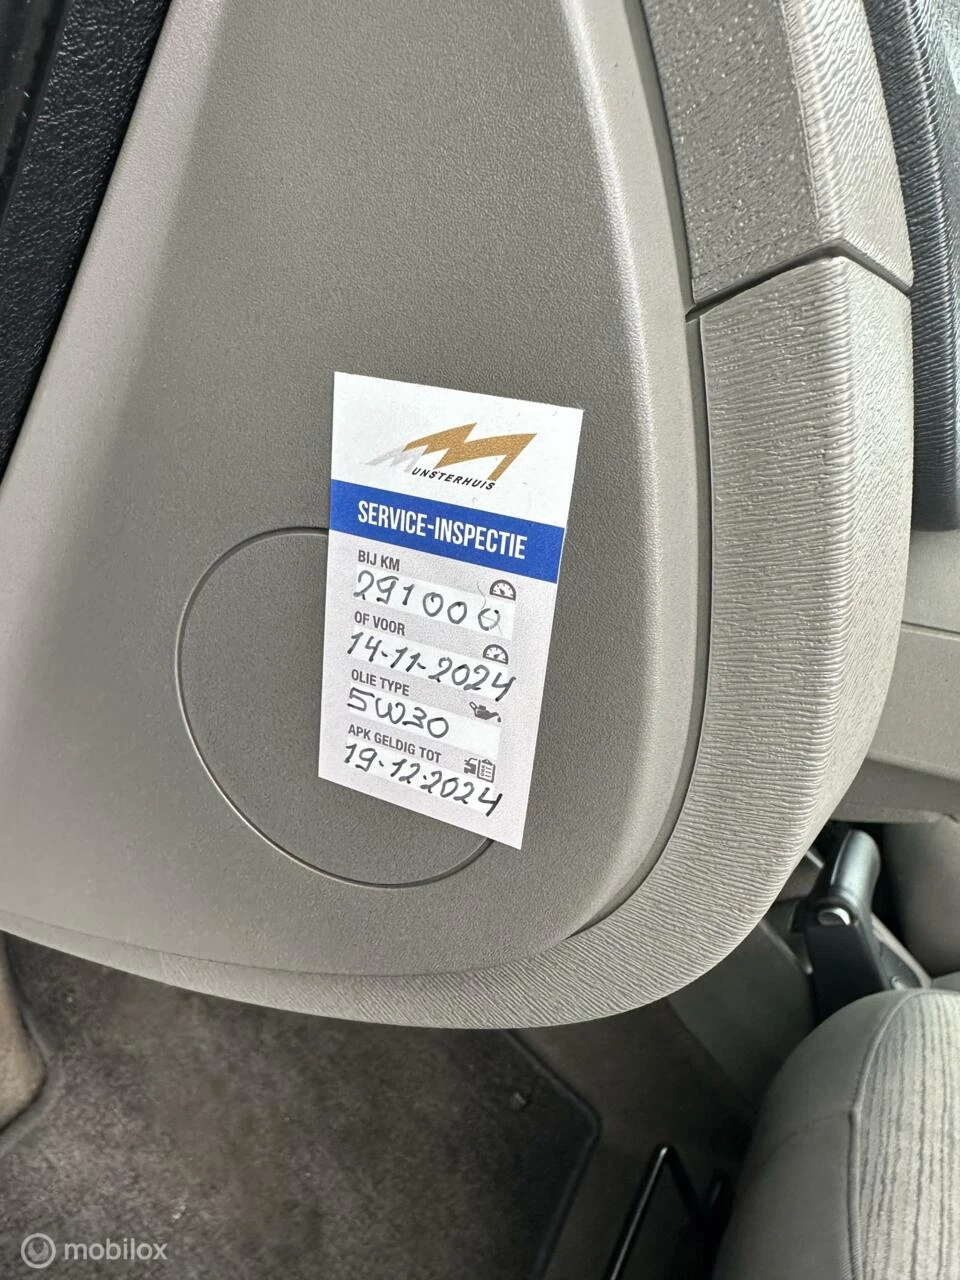 MUNSTERHUIS
SERVICE-INSPECTIE
BIJ KM
291000
OF VOOR
14-11-2024
OLIE TYPE
5W30
APK GELDIG TOT
19-12-2024
mobilox